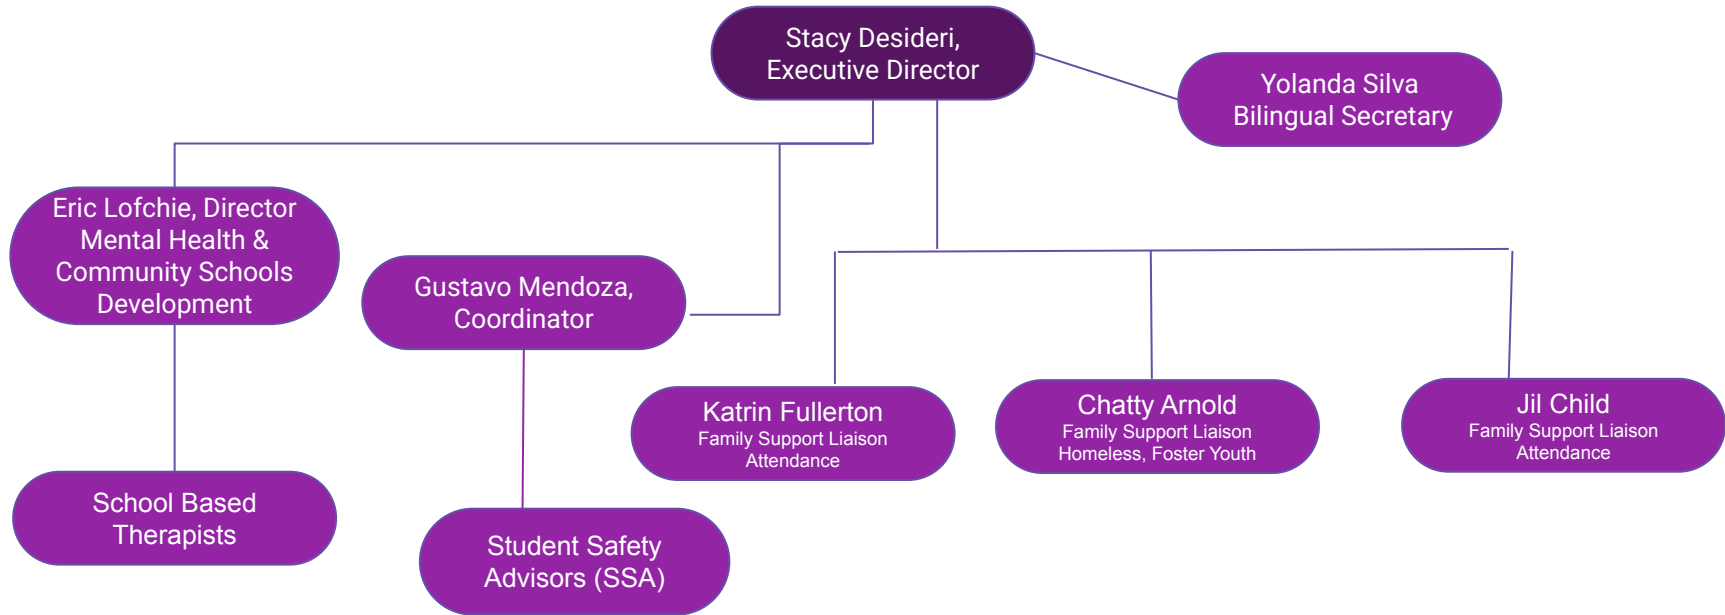 Stacy Desideri,
Executive Director
Yolanda Silva
Bilingual Secretary
Eric Lofchie, Director
Mental Health &
Community Schools
Development
Gustavo Mendoza,
Coordinator
Katrin Fullerton
Family Support Liaison
Attendance
Chatty Arnold
Family Support Liaison
Homeless, Foster Youth
Jil Child
Family Support Liaison
Attendance
School Based
Therapists
Student Safety
Advisors (SSA)